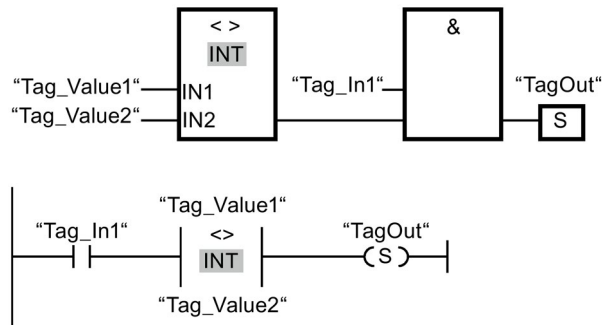 < > &
INT
“Tag_Value1“ IN1 “Tag_In1“ “TagOut“
“Tag_Value2“ IN2 S
“Tag_Value1“
“Tag_In1“ <> “TagOut“
INT S
“Tag_Value2“